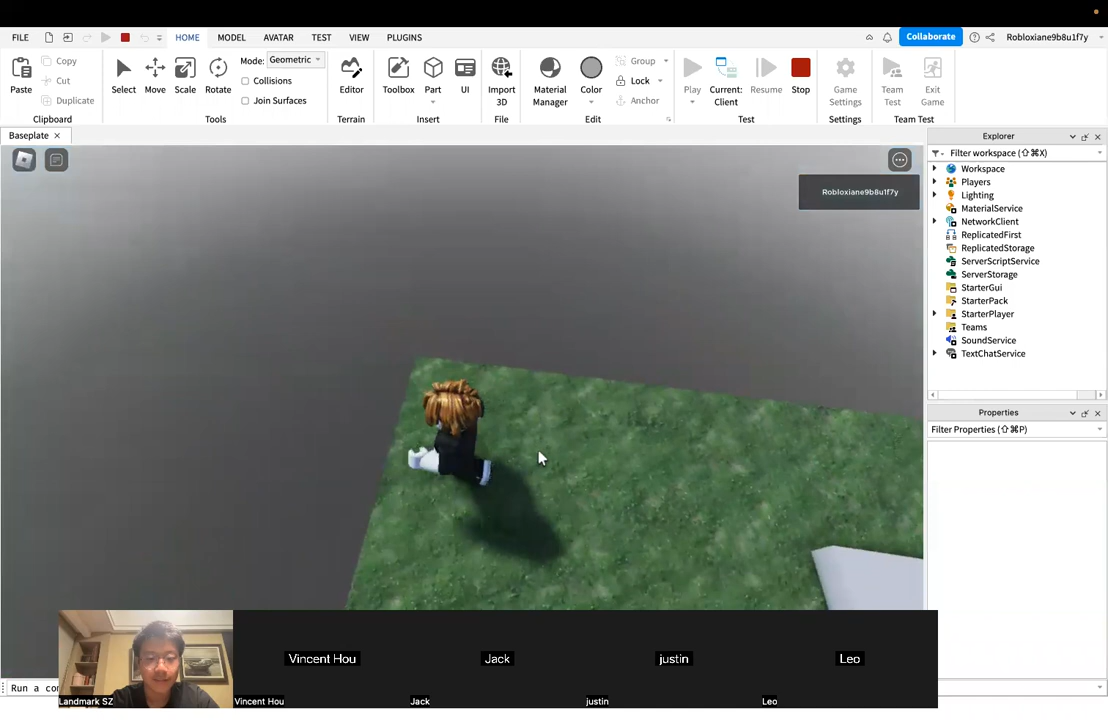 FILE HOME MODEL AVATAR TEST VIEW PLUGINS Collaborate Robloxiane9b8u1f7y
Paste
Copy
Cut
Duplicate
Clipboard
Select
Move
Scale
Rotate
Mode: Geometric
Collisions
Join Surfaces
Tools
Editor
Terrain
Toolbox
Part
UI
Insert
Import
3D
File
Material
Manager
Color
Group
Lock
Anchor
Edit
Play
Current:
Client
Resume
Stop
Test
Game
Settings
Settings
Team
Test
Exit
Game
Team Test
Baseplate
Robloxiane9b8u1f7y
Explorer
Filter workspace (⇧⌘X)
Workspace
Players
Lighting
MaterialService
NetworkClient
ReplicatedFirst
ReplicatedStorage
ServerScriptService
ServerStorage
StarterGui
StarterPack
StarterPlayer
Teams
SoundService
TextChatService
Properties
Filter Properties (⇧⌘P)
Run a co
Landmark SZ
Vincent Hou
Vincent Hou
Jack
Jack
justin
justin
Leo
Leo